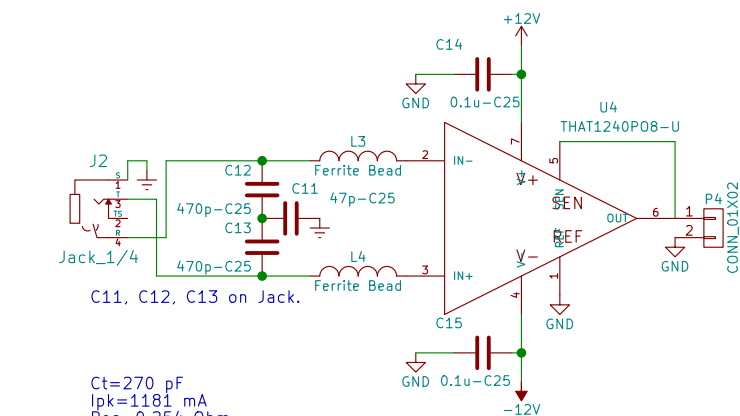 +12V
C14
GND
0.1u-C25
U4
THAT1240PO8-U
7
5
J2
S
1
T
3
TS
2
R
4
Jack_1/4
C12
470p-C25
C11
47p-C25
C13
470p-C25
L3
Ferrite Bead
2
IN-
V+
SEN
OUT
6
P4
1
2
CONN_01X02
GND
REF
V-
L4
Ferrite Bead
3
IN+
4
1
GND
C11, C12, C13 on Jack.
C15
GND
0.1u-C25
-12V
Ct=270 pF
Ipk=1181 mA